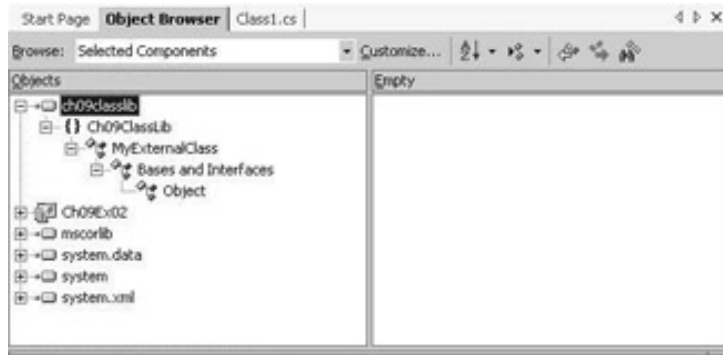 Start Page Object Browser Class1.cs
Browse: Selected Components Customize...
Objects Empty
ch09classlib
{} Ch09ClassLib
MyExternalClass
Bases and Interfaces
Object
Ch09Ex02
mscorlib
system.data
system
system.xml